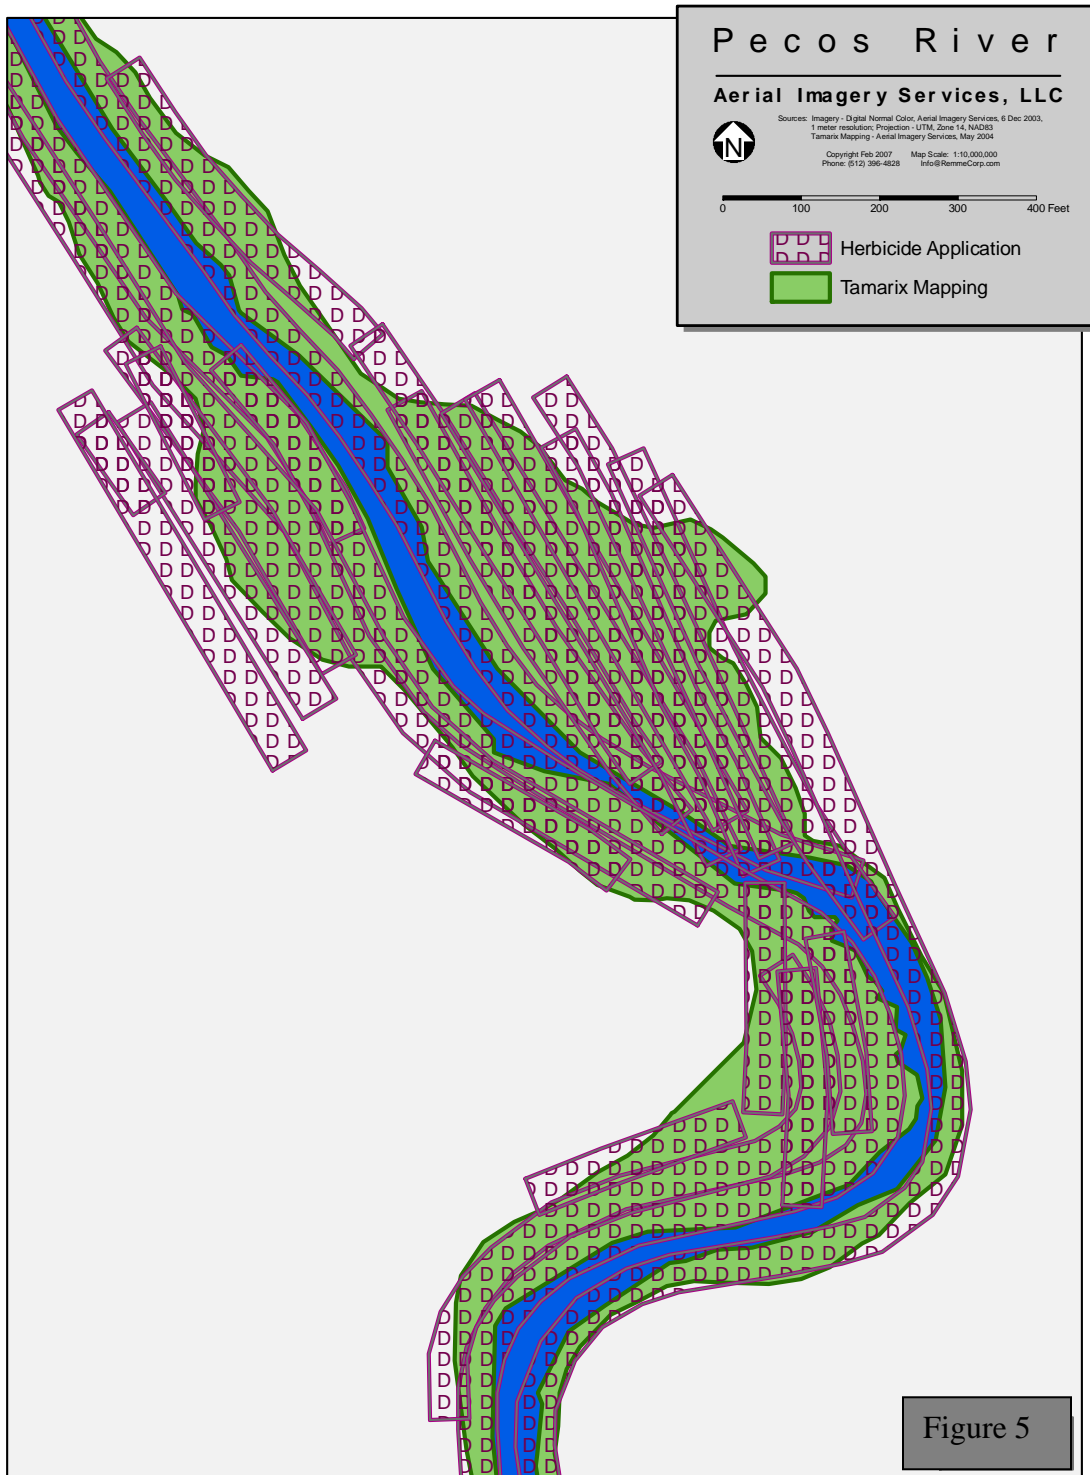 Pecos River
Aerial Imagery Services, LLC
Sources: Imagery - Digital Normal Color, Aerial Imagery Services, 6 Dec 2003,
1 meter resolution; Projection - UTM, Zone 14, NAD83
Tamarix Mapping - Aerial Imagery Services, May 2004
Copyright Feb 2007 Map Scale: 1:10,000,000
Phone: (512) 396-4828 Info@RemmeCorp.com
N
0 100 200 300 400 Feet
Herbicide Application
Tamarix Mapping
Figure 5